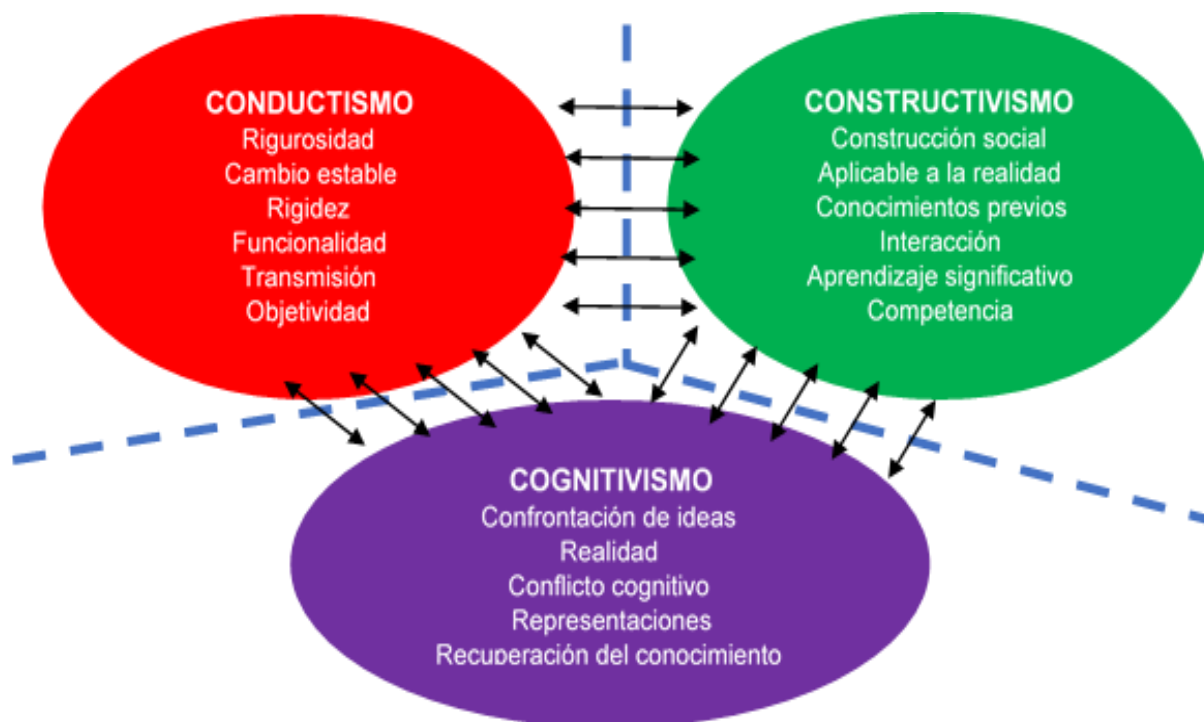 CONDUCTISMO
Rigurosidad
Cambio estable
Rigidez
Funcionalidad
Transmisión
Objetividad
CONSTRUCTIVISMO
Construcción social
Aplicable a la realidad
Conocimientos previos
Interacción
Aprendizaje significativo
Competencia
COGNITIVISMO
Confrontación de ideas
Realidad
Conflicto cognitivo
Representaciones
Recuperación del conocimiento